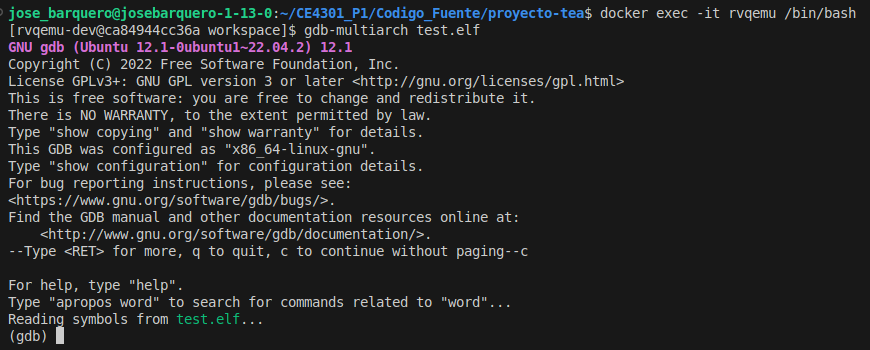 jose_barquero@josebarquero-1-13-0:~/CE4301_P1/Codigo_Fuente/proyecto-tea$ docker exec -it rvqemu /bin/bash
[rvqemu-dev@ca84944cc36a workspace]$ gdb-multiarch test.elf
GNU gdb (Ubuntu 12.1-0ubuntu1~22.04.2) 12.1
Copyright (C) 2022 Free Software Foundation, Inc.
License GPLv3+: GNU GPL version 3 or later <http://gnu.org/licenses/gpl.html>
This is free software: you are free to change and redistribute it.
There is NO WARRANTY, to the extent permitted by law.
Type "show copying" and "show warranty" for details.
This GDB was configured as "x86_64-linux-gnu".
Type "show configuration" for configuration details.
For bug reporting instructions, please see:
<https://www.gnu.org/software/gdb/bugs/>.
Find the GDB manual and other documentation resources online at:
    <http://www.gnu.org/software/gdb/documentation/>.
--Type <RET> for more, q to quit, c to continue without paging--c

For help, type "help".
Type "apropos word" to search for commands related to "word"...
Reading symbols from test.elf...
(gdb)